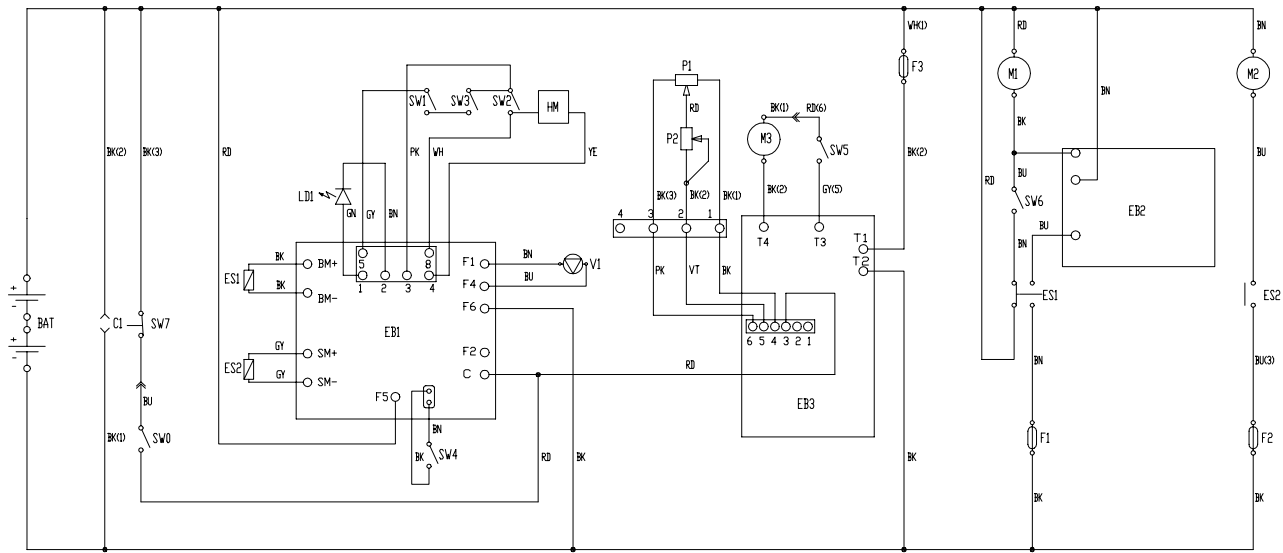 WH(1)
RD
BN
F3
P1
M1
M2
SW1
SW3
SW2
HM
RD
BK(1)
RD(6)
BN
P2
M3
BK
BK(2)
BK(3)
RD
PK
WH
YE
SW5
BK(2)
BU
LD1
GN
GY
BN
BK(3)
BK(2)
BK(1)
BK(2)
GY(5)
RD
BU
SW6
EB2
4
3
2
1
T4
T3
T1
T2
BU
BN
BK
BM+
5
8
F1
BN
V1
ES1
1
2
3
4
F4
BU
PK
VT
BK
BK
BM-
F6
ES1
ES2
+
-
BAT
+
-
C1
SW7
EB1
6
5
4
3
2
1
GY
SM+
F2
ES2
GY
SM-
C
RD
BN
BU(3)
BU
F5
EB3
BK(1)
SW0
BN
BK
SW4
RD
BK
BK
F1
F2
BK
BK